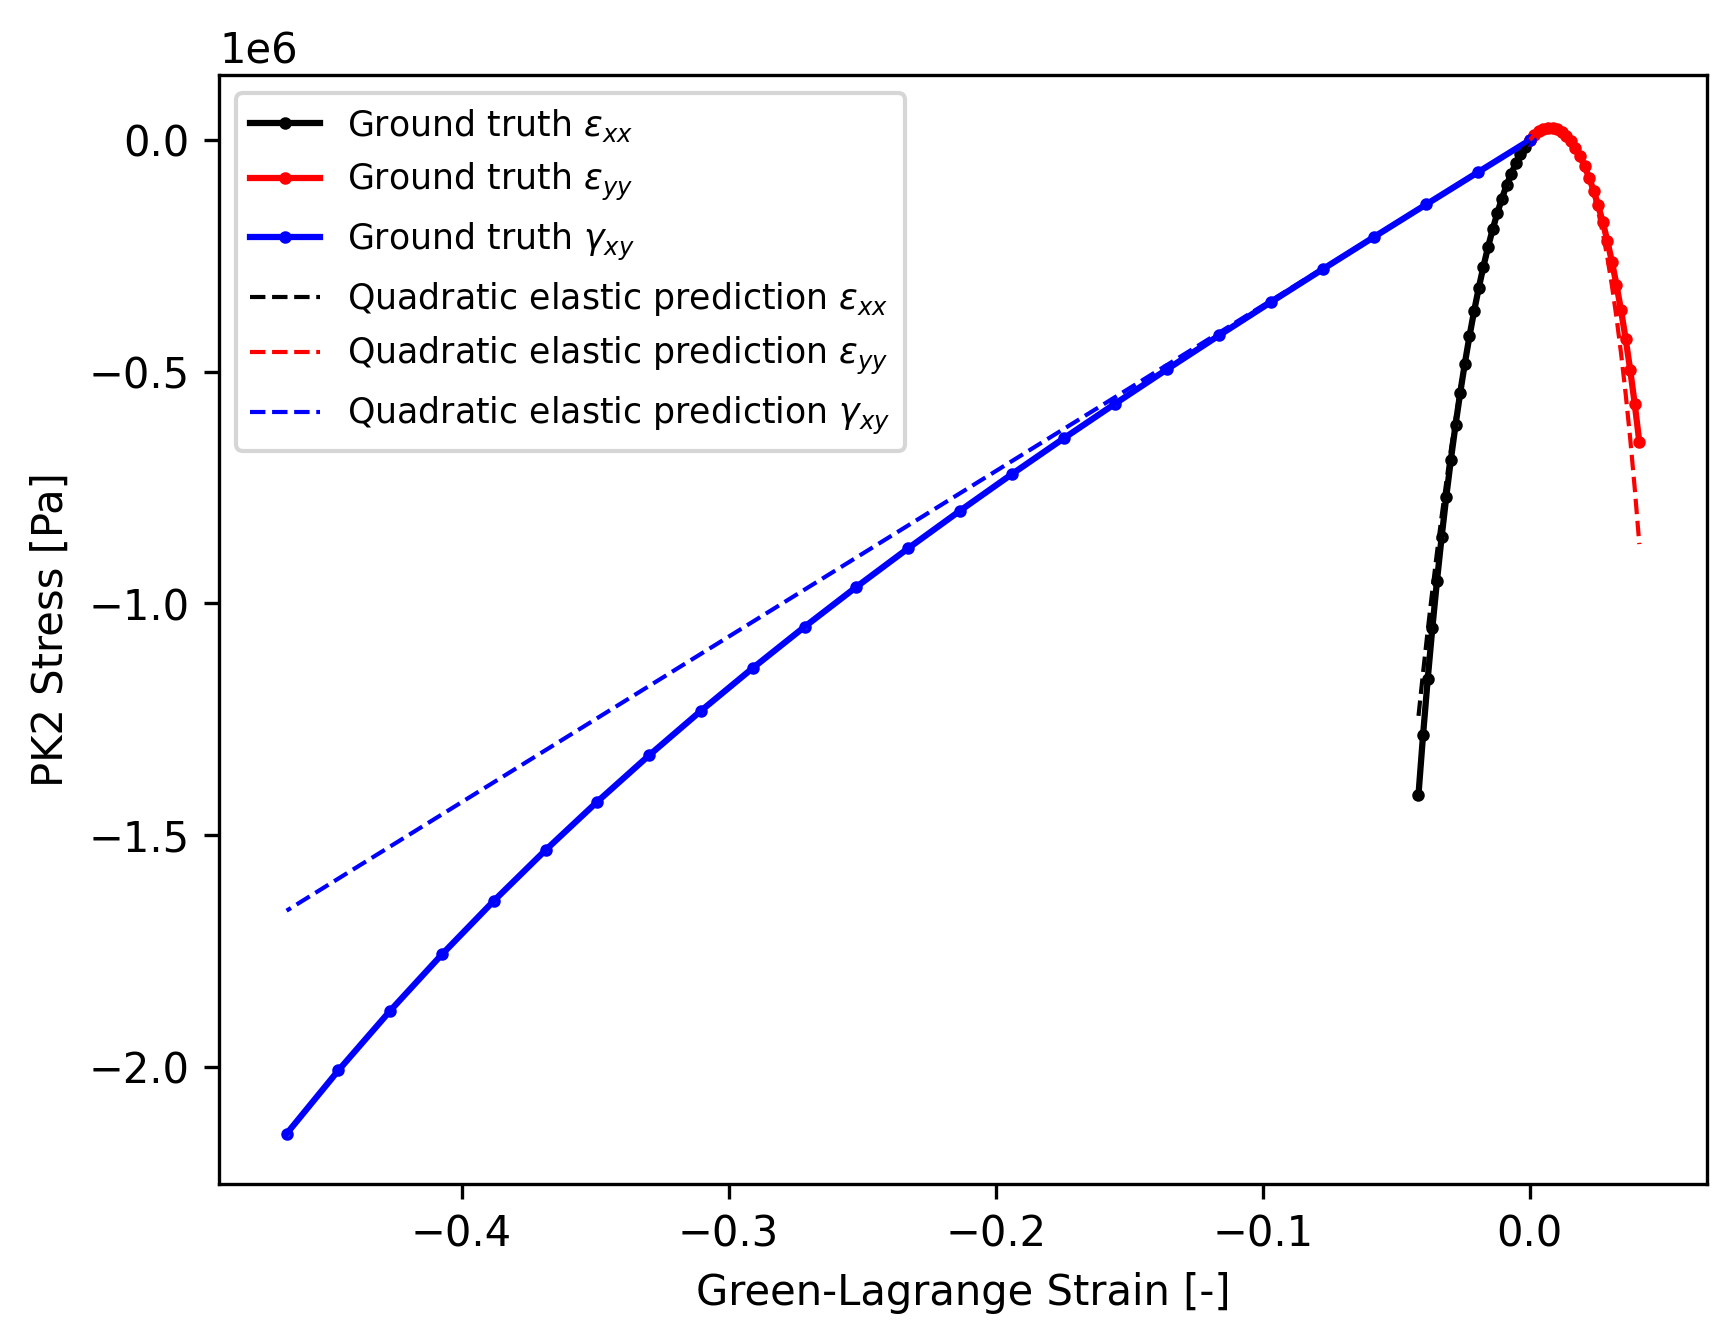 1e6
Ground truth εxx
Ground truth εyy
Ground truth γxy
Quadratic elastic prediction εxx
Quadratic elastic prediction εyy
Quadratic elastic prediction γxy
0.0
−0.5
−1.0
−1.5
−2.0
PK2 Stress [Pa]
−0.4 −0.3 −0.2 −0.1 0.0
Green-Lagrange Strain [-]